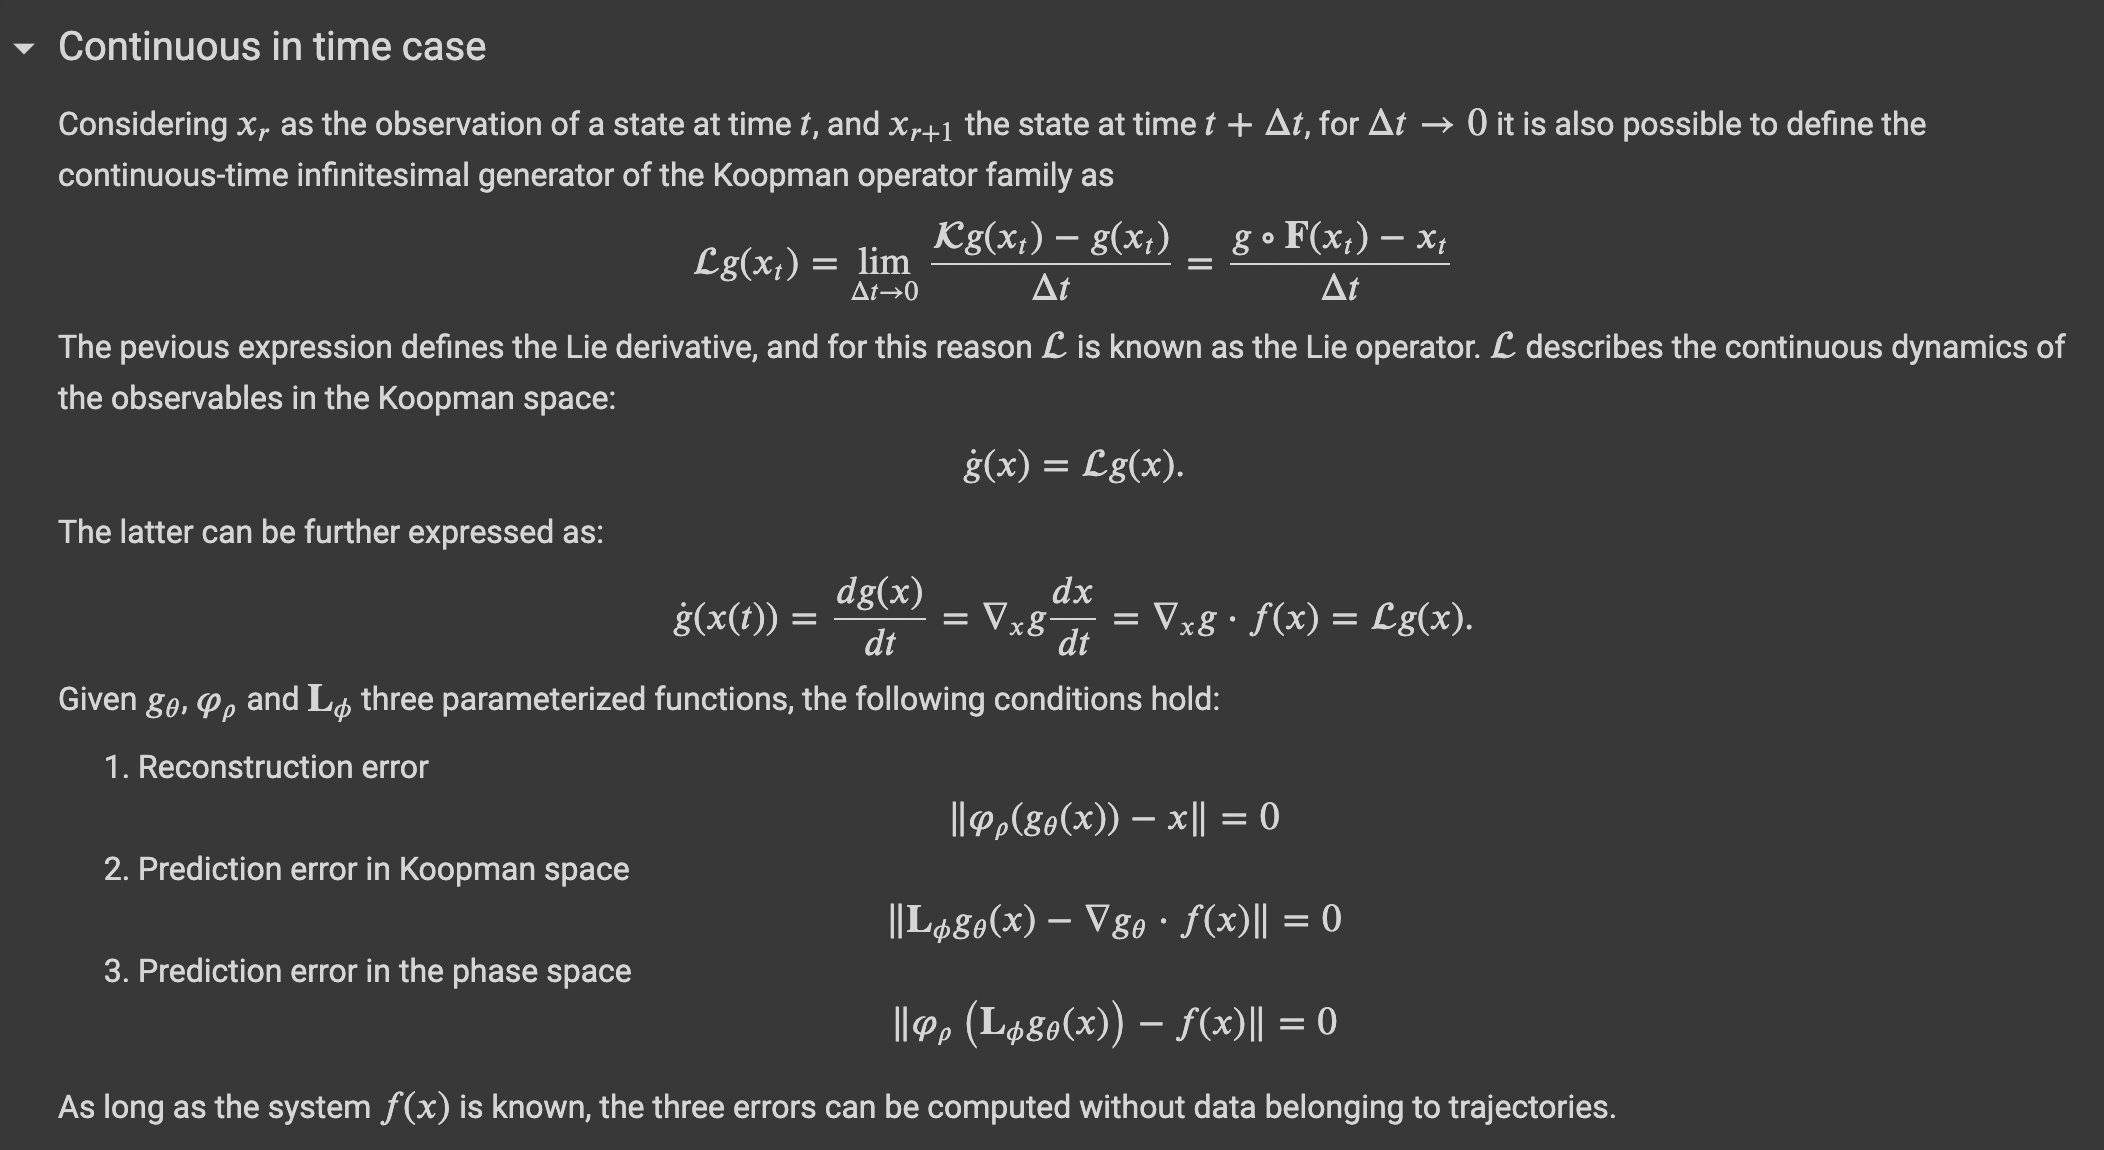 Continuous in time case
Considering $x_r$ as the observation of a state at time $t$, and $x_{r+1}$ the state at time $t + \Delta t$, for $\Delta t \to 0$ it is also possible to define the
continuous-time infinitesimal generator of the Koopman operator family as
$\mathcal{L}g(x_t) = \lim_{\Delta t \to 0} \frac{\mathcal{K}g(x_t) - g(x_t)}{\Delta t} = \frac{g \circ \mathbf{F}(x_t) - x_t}{\Delta t}$
The pevious expression defines the Lie derivative, and for this reason $\mathcal{L}$ is known as the Lie operator. $\mathcal{L}$ describes the continuous dynamics of
the observables in the Koopman space:
$\dot{g}(x) = \mathcal{L}g(x).$
The latter can be further expressed as:
$\dot{g}(x(t)) = \frac{dg(x)}{dt} = \nabla_x g \frac{dx}{dt} = \nabla_x g \cdot f(x) = \mathcal{L}g(x).$
Given $g_\theta$, $\varphi_\rho$ and $\mathbf{L}_\phi$ three parameterized functions, the following conditions hold:
1. Reconstruction error
$\|\varphi_\rho(g_\theta(x)) - x\| = 0$
2. Prediction error in Koopman space
$\|\mathbf{L}_\phi g_\theta(x) - \nabla g_\theta \cdot f(x)\| = 0$
3. Prediction error in the phase space
$\|\varphi_\rho \left(\mathbf{L}_\phi g_\theta(x)\right) - f(x)\| = 0$
As long as the system $f(x)$ is known, the three errors can be computed without data belonging to trajectories.